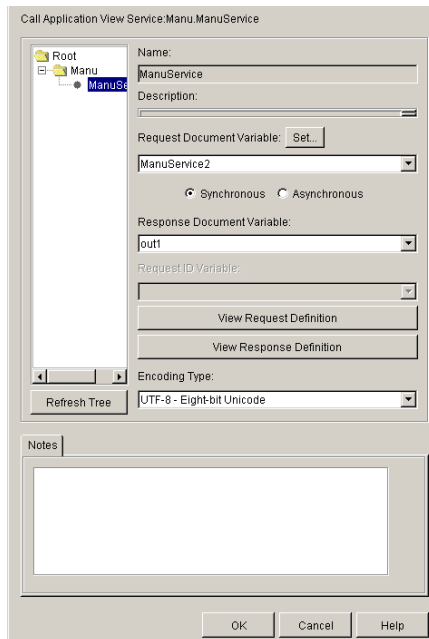 Call Application View Service:Manu.ManuService
Root
Manu
ManuSe
Name:
ManuService
Description:
Request Document Variable: Set...
ManuService2
Synchronous Asynchronous
Response Document Variable:
out1
Request ID Variable:
View Request Definition
View Response Definition
Encoding Type:
UTF-8 - Eight-bit Unicode
Refresh Tree
Notes
OK Cancel Help